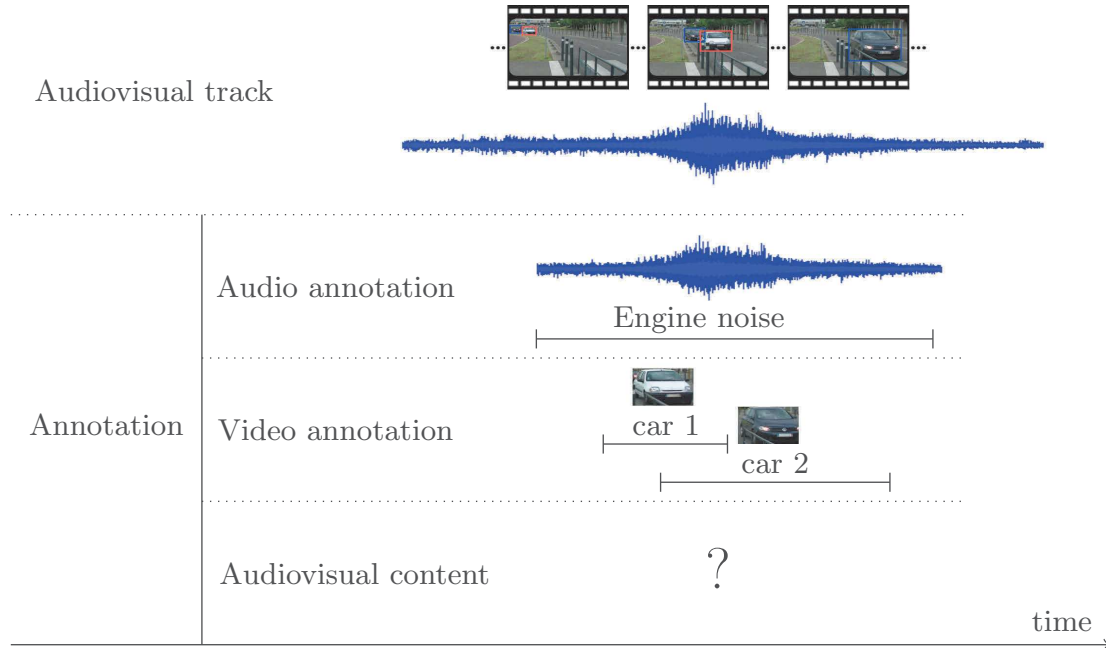 Audiovisual track
Audio annotation
Engine noise
Annotation
Video annotation
car 1
car 2
Audiovisual content
?
time